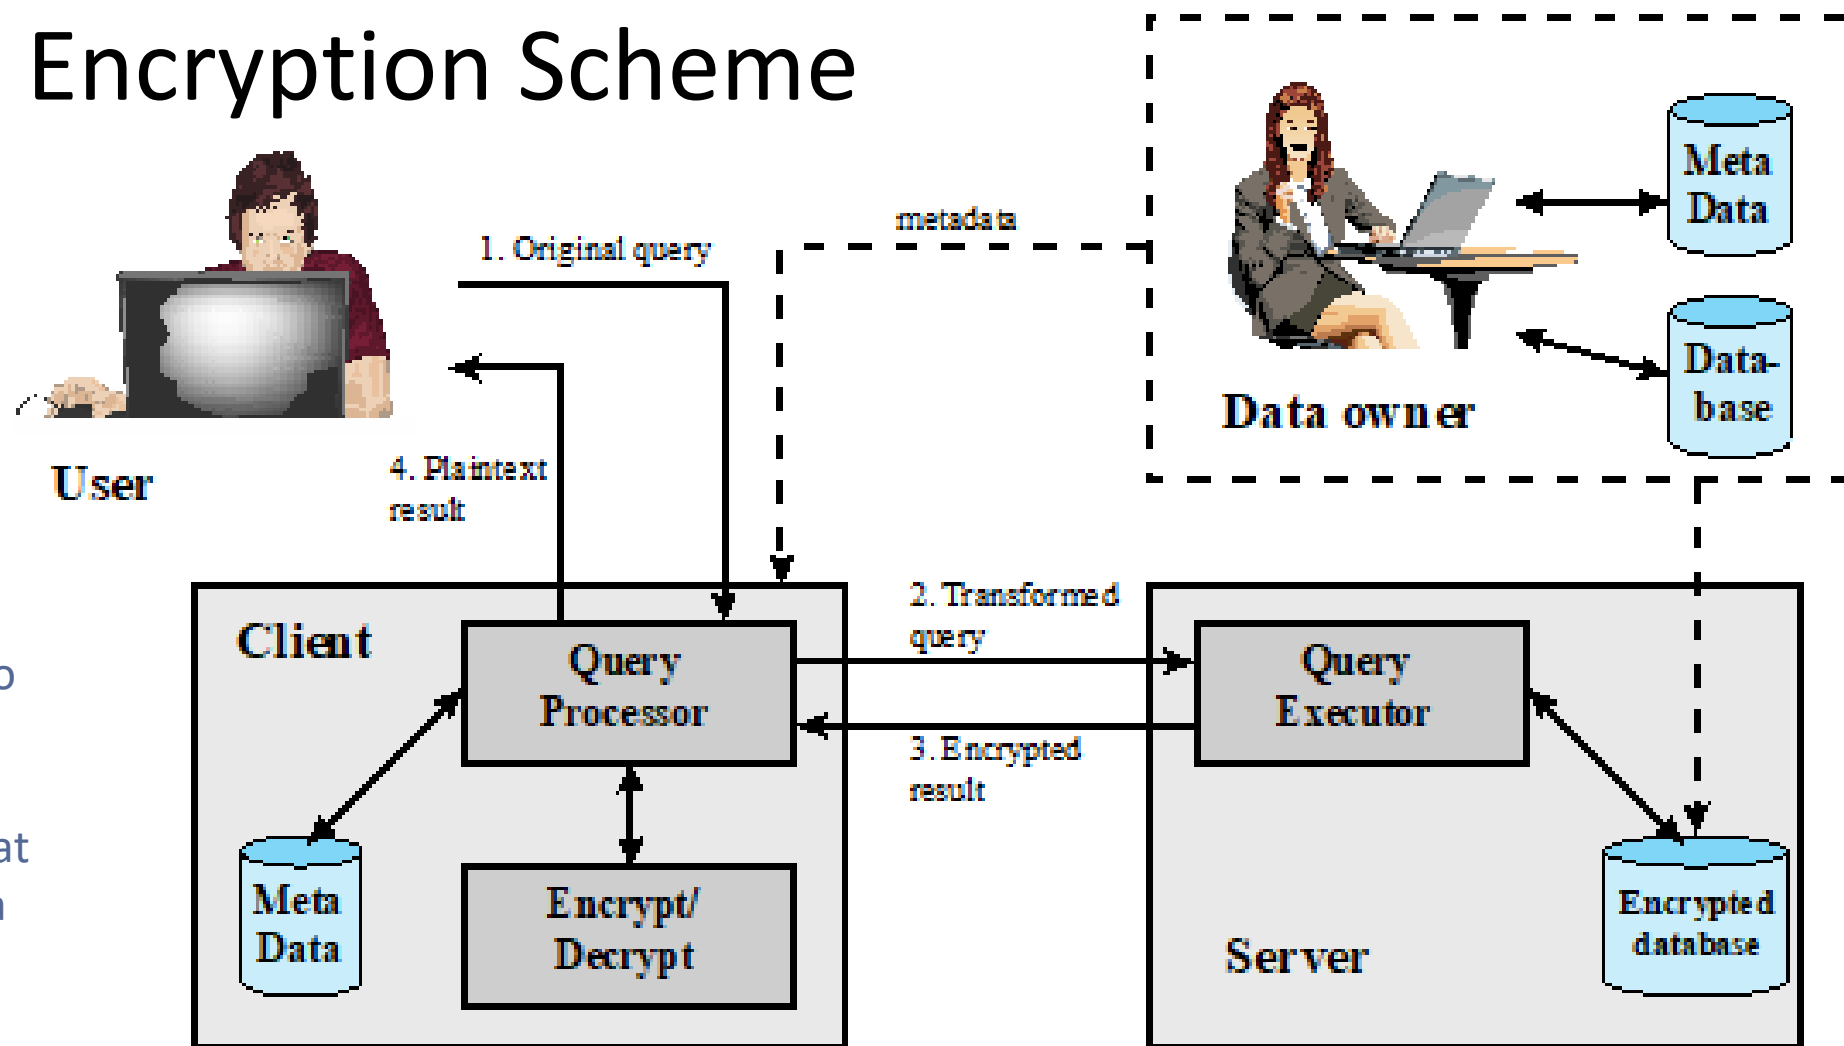 Encryption Scheme
metadata
1. Original query
Meta
Data
Data-
base
Data owner
User
4. Plaintext
result
Client
Query
Processor
2. Transformed
query
3. Encrypted
result
Query
Executor
Meta
Data
Encrypt/
Decrypt
Server
Encrypted
database